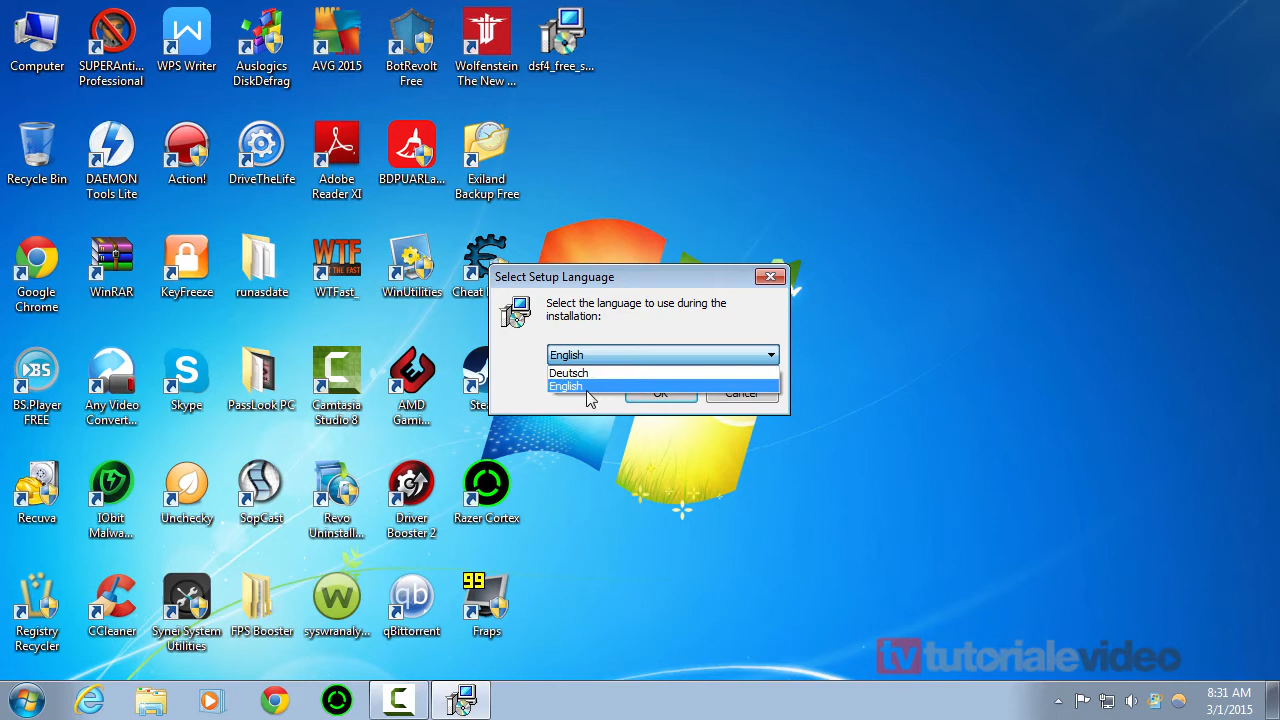 Computer
SUPERAnti...
Professional
WPS Writer
Auslogics
DiskDefrag
AVG 2015
BotRevolt
Free
Wolfenstein
The New ...
dsf4_free_s...
Recycle Bin
DAEMON
Tools Lite
Action!
DriveTheLife
Adobe
Reader XI
BDPUARLa...
Exiland
Backup Free
Google
Chrome
WinRAR
KeyFreeze
runasdate
WTF
FAST
WTFast_
WinUtilities
Cheat
Select Setup Language
Select the language to use during the
installation:
English
Deutsch
English
OK
Cancel
BS.Player
FREE
Any Video
Convert...
Skype
PassLook PC
Camtasia
Studio 8
AMD
Gami...
Recuva
IObit
Malwa...
Unchecky
SopCast
Revo
Uninstall...
Driver
Booster 2
Razer Cortex
Registry
Recycler
CCleaner
Synei System
Utilities
FPS Booster
syswranaly...
qBittorrent
99
Fraps
tvtutorialevideo
8:31 AM
3/1/2015